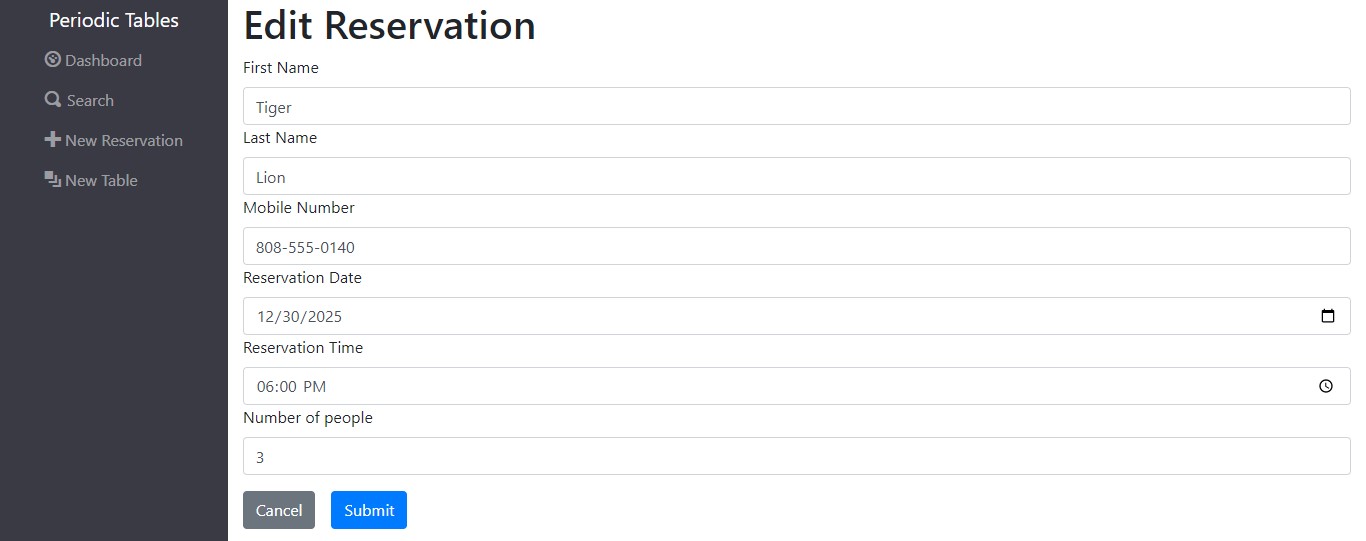 Periodic Tables
Dashboard
Search
New Reservation
New Table
Edit Reservation
First Name
Tiger
Last Name
Lion
Mobile Number
808-555-0140
Reservation Date
12/30/2025
Reservation Time
06:00 PM
Number of people
3
Cancel Submit